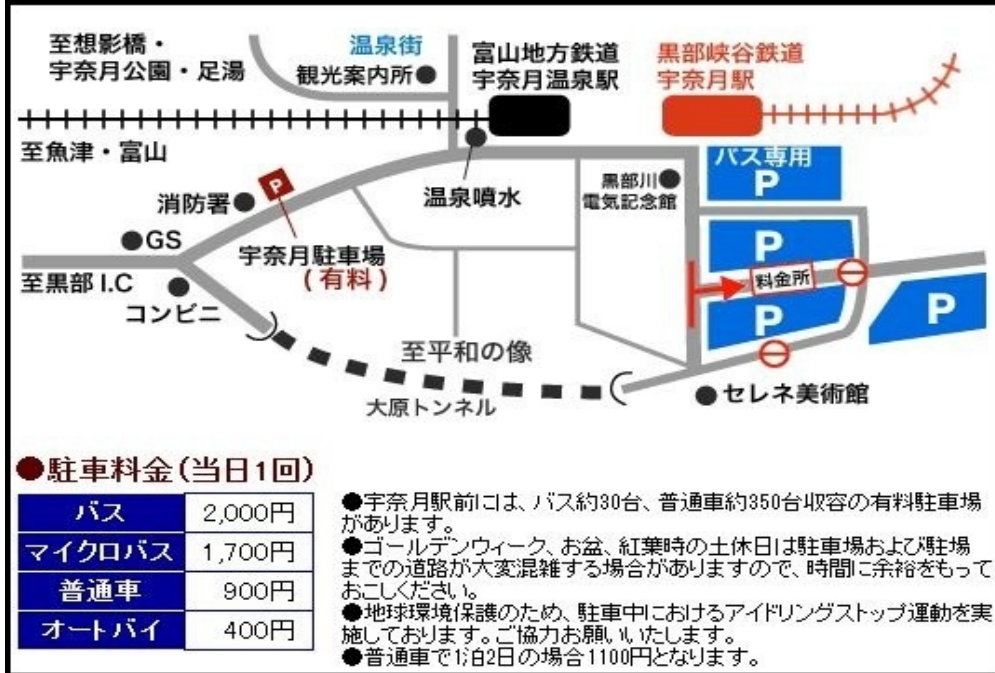 至想影橋・
宇奈月公園・足湯
温泉街
観光案内所●
富山地方鉄道
宇奈月温泉駅
黒部峡谷鉄道
宇奈月駅
至魚津・富山
P
消防署●
●GS
温泉噴水
黒部川●
電気記念館
バス専用
P
宇奈月駐車場
(有料)
P
料金所
至黒部I.C
コンビニ
P
P
至平和の像
大原トンネル
●セレネ美術館
●駐車料金(当日1回)
バス 2,000円
マイクロバス 1,700円
普通車 900円
オートバイ 400円
●宇奈月駅前には、バス約30台、普通車約350台収容の有料駐車場
があります。
●ゴールデンウィーク、お盆、紅葉時の土休日は駐車場および駐場
までの道路が大変混雑する場合がありますので、時間に余裕をもって
おこしください。
●地球環境保護のため、駐車中におけるアイドリングストップ運動を実
施しております。ご協力お願いいたします。
●普通車で1泊2日の場合1100円となります。